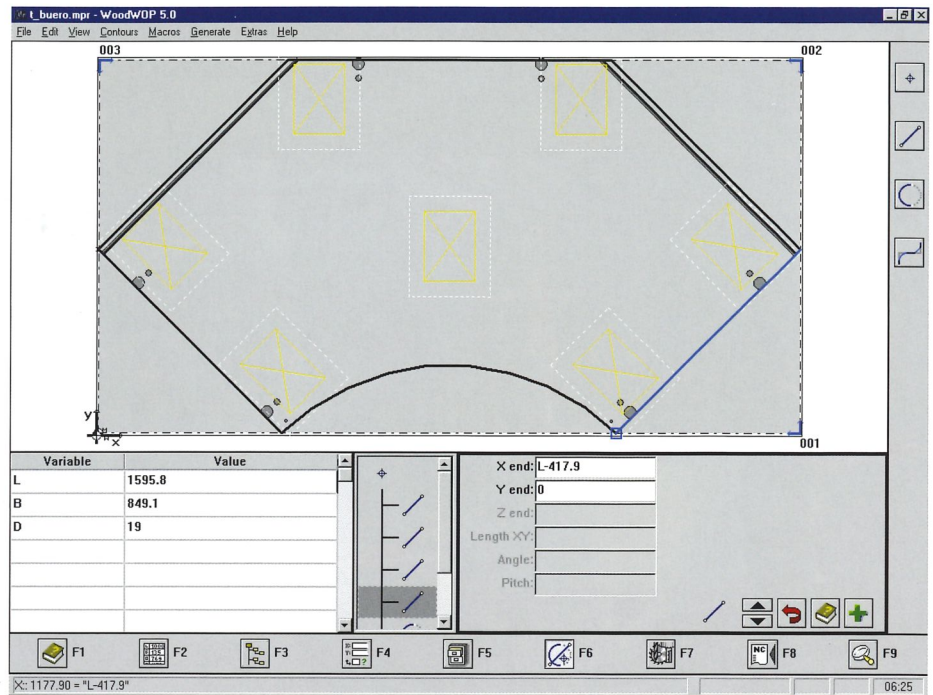 t_buero.mpr - WoodWOP 5.0
File Edit View Contours Macros Generate Extras Help
003
002
Y
X
001
Variable Value
L 1595.8
B 849.1
D 19
X end: L-417.9
Y end: 0
Z end:
Length XY:
Angle:
Pitch:
F1 F2 F3 F4 F5 F6 F7 NC F8 F9
X:: 1177.90 = "L-417.9" 06:25